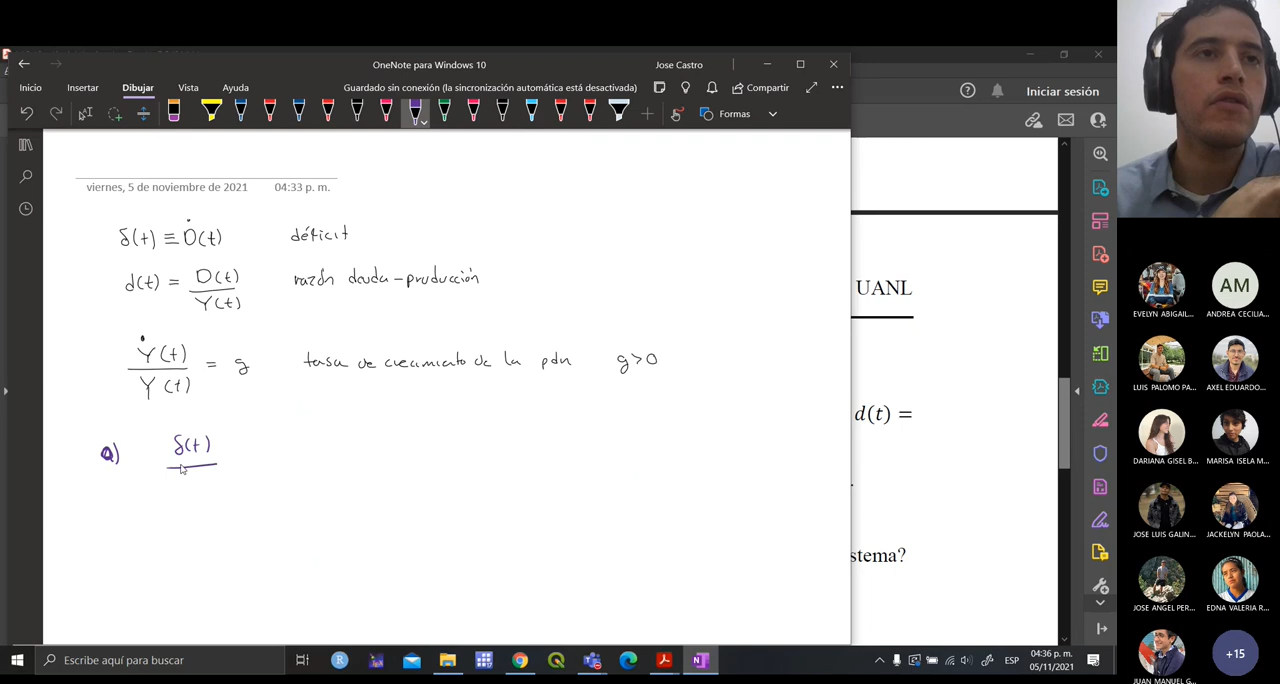 OneNote para Windows 10
Jose Castro
Inicio
Insertar
Dibujar
Vista
Ayuda
Guardado sin conexión (la sincronización automática está desactivada)
Compartir
Formas
Iniciar sesión
viernes, 5 de noviembre de 2021 04:33 p. m.
δ(t) ≡ Ḋ(t) déficit
d(t) = D(t) / Y(t) razón deuda-producción
Ẏ(t) / Y(t) = g tasa de crecimiento de la pdn g>0
a) δ(t)
UANL
d(t) =
stema?
EVELYN ABIGAIL...
AM
ANDREA CECILIA...
LUIS PALOMO PA...
AXEL EDUARDO...
DARIANA GISEL B...
MARISA ISELA M...
JOSE LUIS GALIN...
JACKELYN PAOLA...
JOSE ANGEL PER...
EDNA VALERIA R...
JUAN MANUEL G...
+15
Escribe aquí para buscar
ESP
04:36 p. m.
05/11/2021